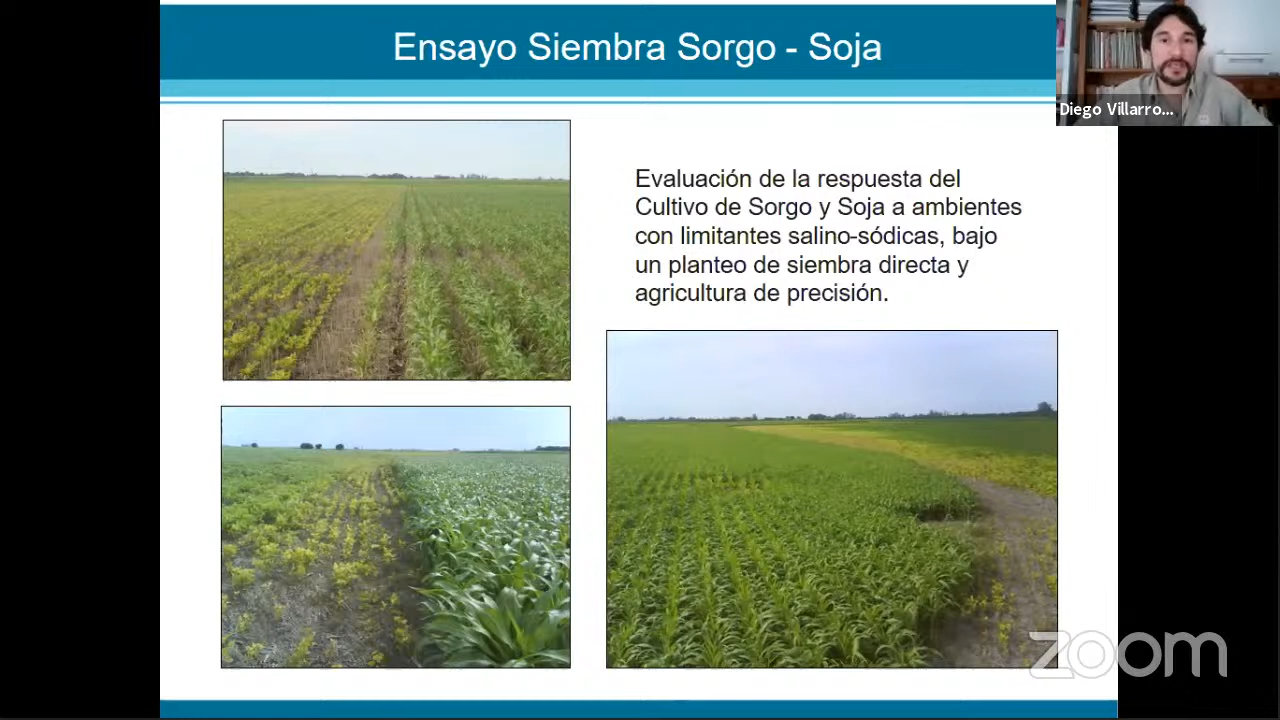 Ensayo Siembra Sorgo - Soja
Diego Villarro...
Evaluación de la respuesta del
Cultivo de Sorgo y Soja a ambientes
con limitantes salino-sódicas, bajo
un planteo de siembra directa y
agricultura de precisión.
zoom